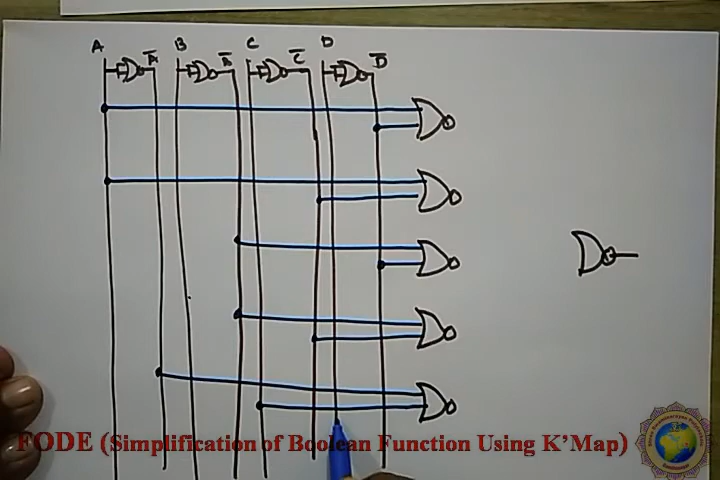 A A̅ B B̅ C C̅ D D̅
FODE (Simplification of Boolean Function Using K'Map)